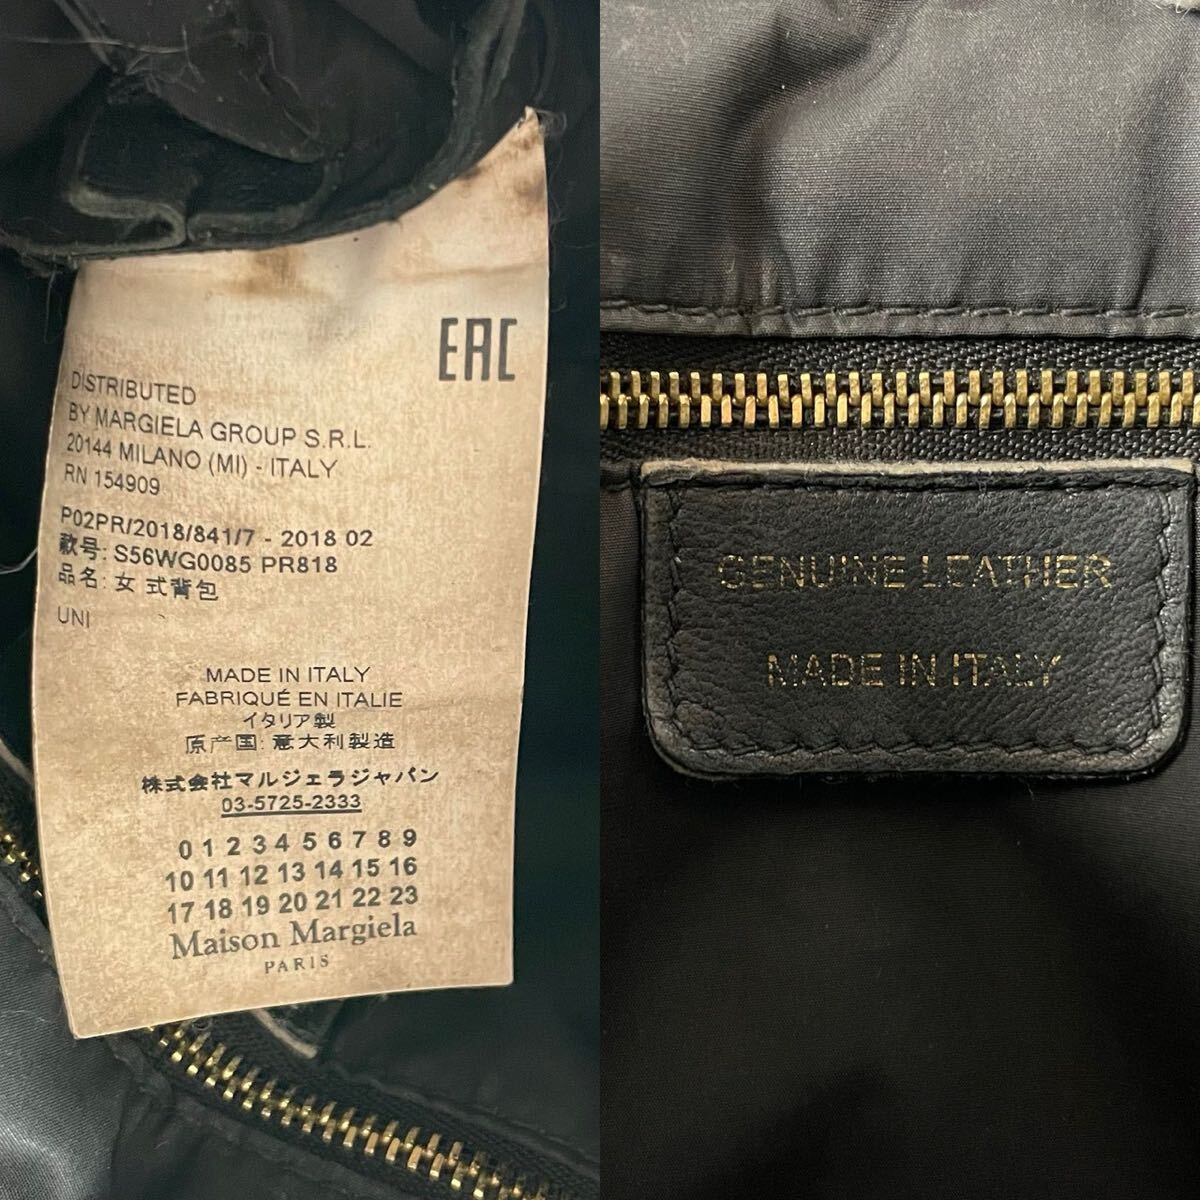 EAC
DISTRIBUTED
BY MARGIELA GROUP S.R.L.
20144 MILANO (MI) - ITALY
RN 154909
P02PR/2018/841/7 - 2018 02
款号: S56WG0085 PR818
品名: 女 式背包
UNI
MADE IN ITALY
FABRIQUÉ EN ITALIE
イタリア製
原产国: 意大利製造
株式会社マルジェラジャパン
03-5725-2333
0 1 2 3 4 5 6 7 8 9
10 11 12 13 14 15 16
17 18 19 20 21 22 23
Maison Margiela
PARIS
GENUINE LEATHER
MADE IN ITALY